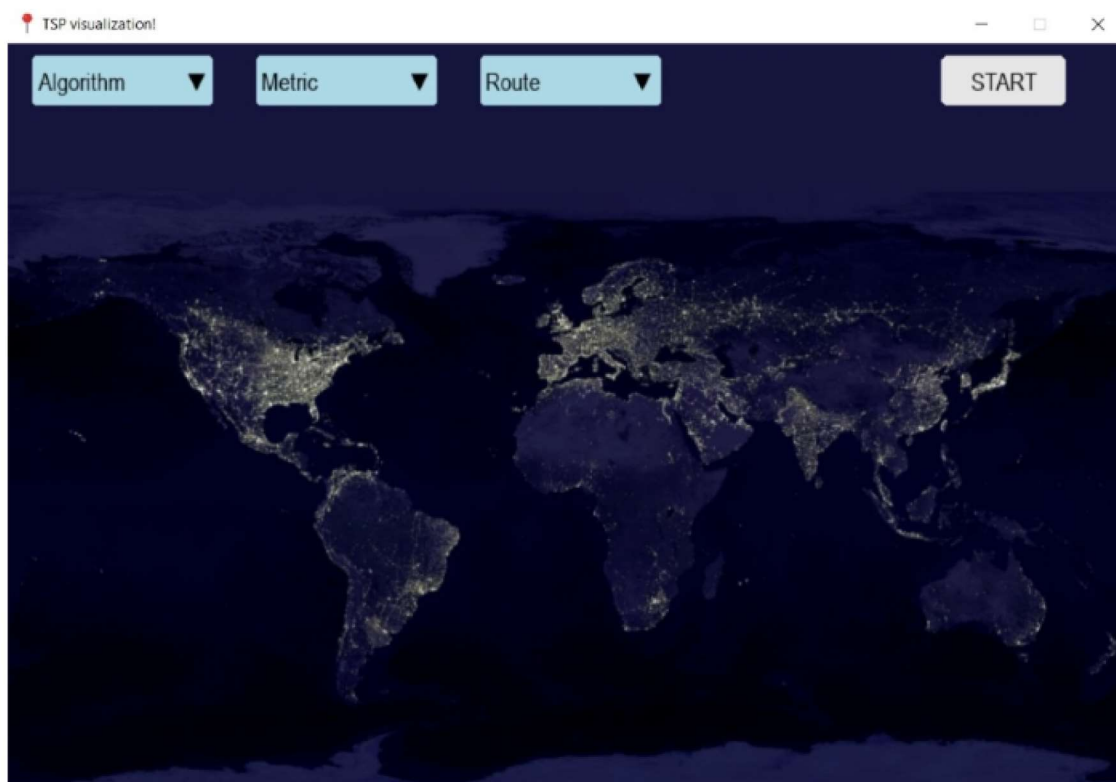 TSP visualization!
Algorithm ▼ Metric ▼ Route ▼ START